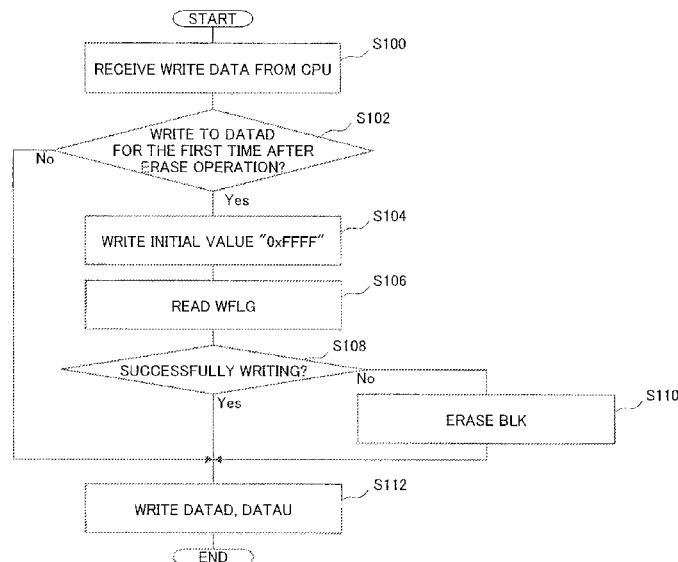 START
S100
RECEIVE WRITE DATA FROM CPU
S102
WRITE TO DATAD
FOR THE FIRST TIME AFTER
ERASE OPERATION?
No
Yes
S104
WRITE INITIAL VALUE "0xFFFF"
S106
READ WFLG
S108
SUCCESSFULLY WRITING?
No
Yes
S110
ERASE BLK
S112
WRITE DATAD, DATAU
END